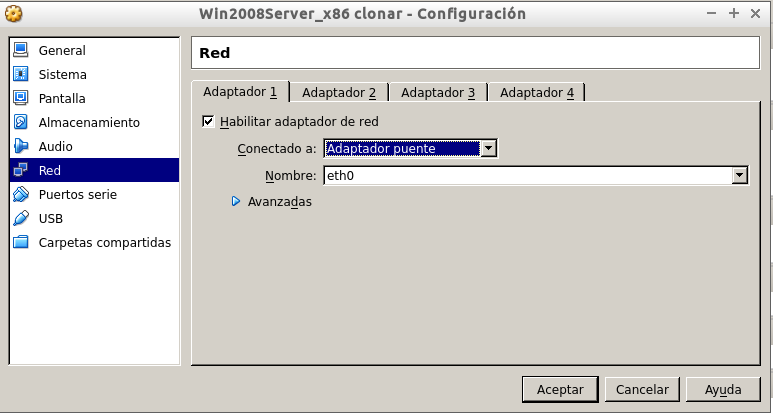 Win2008Server_x86 clonar - Configuración
General
Sistema
Pantalla
Almacenamiento
Audio
Red
Puertos serie
USB
Carpetas compartidas
Red
Adaptador 1 Adaptador 2 Adaptador 3 Adaptador 4
Habilitar adaptador de red
Conectado a: Adaptador puente
Nombre: eth0
Avanzadas
Aceptar Cancelar Ayuda